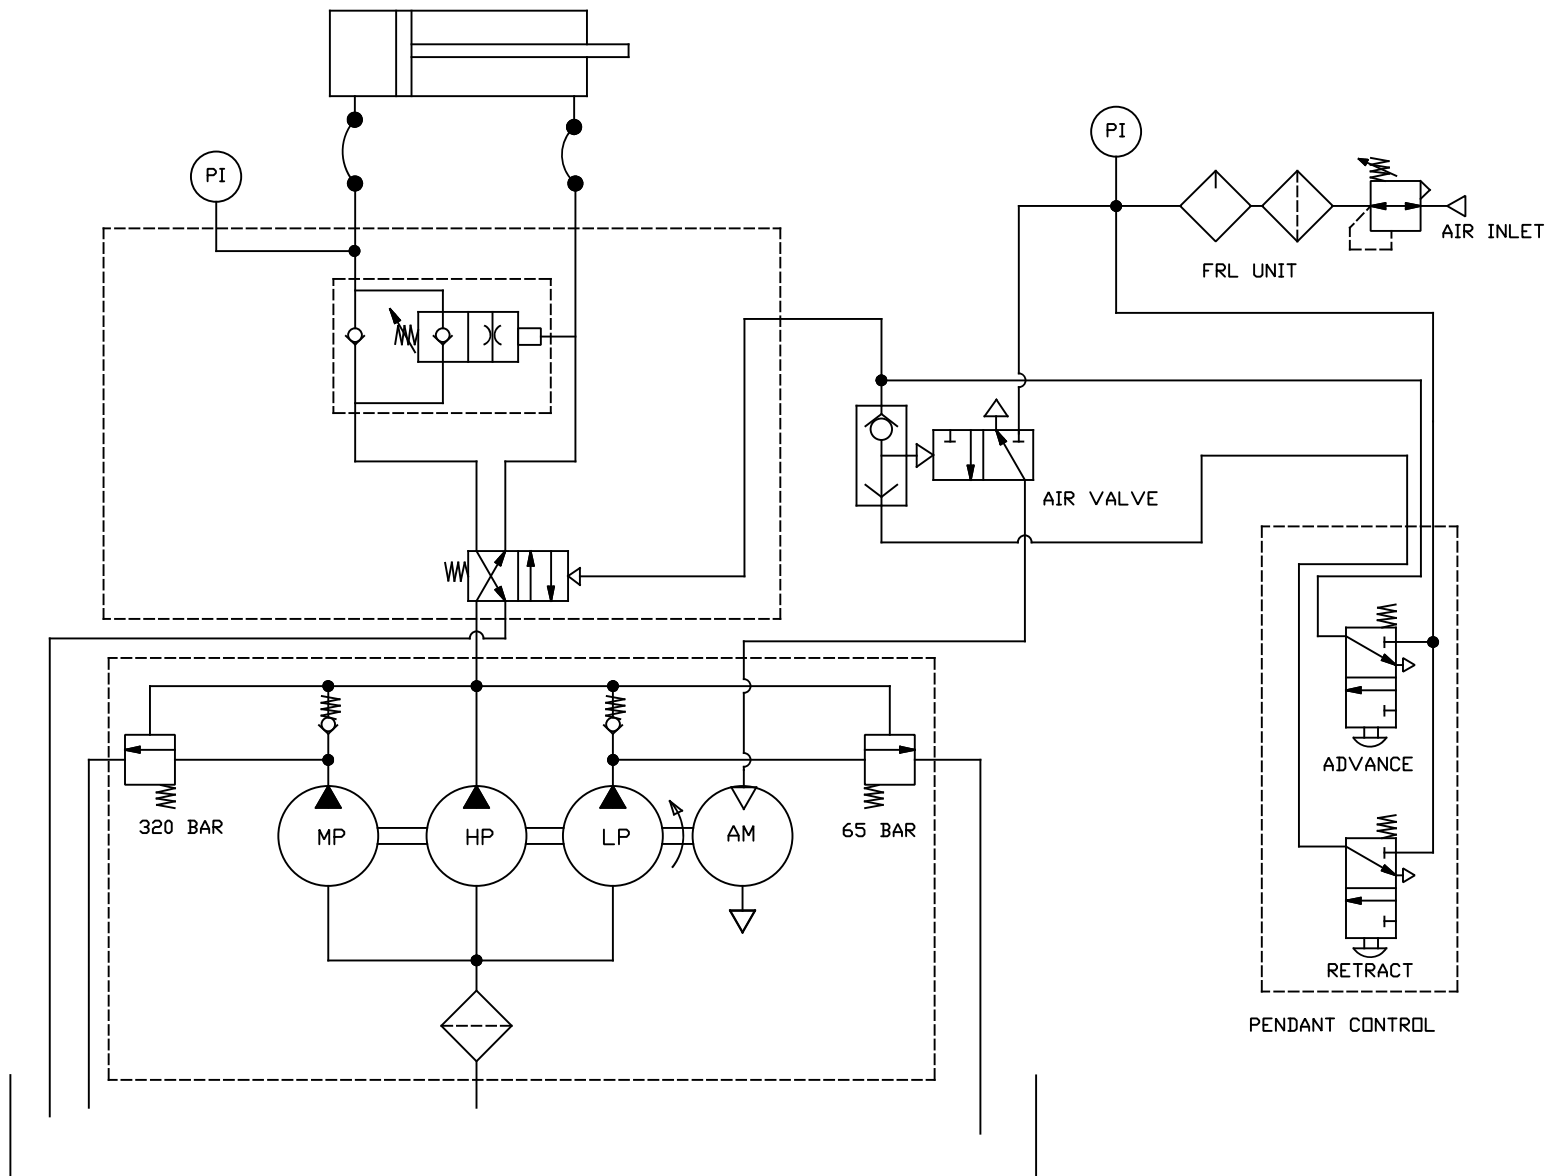 PI
PI
AIR INLET
FRL UNIT
AIR VALVE
ADVANCE
320 BAR
MP
HP
LP
AM
65 BAR
RETRACT
PENDANT CONTROL